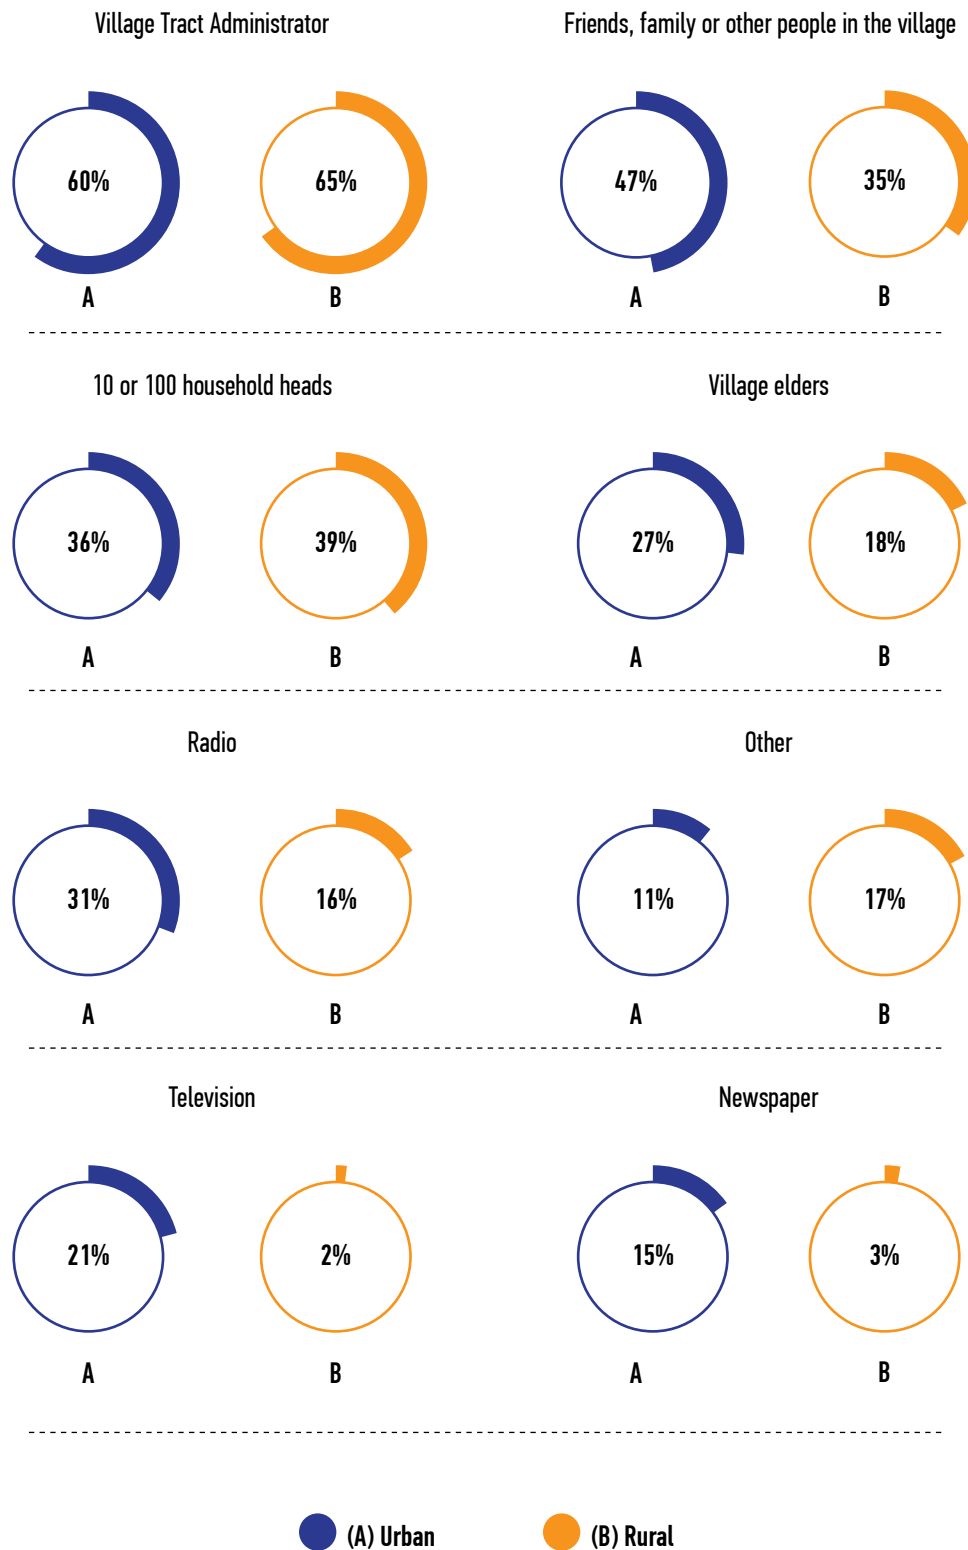 Village Tract Administrator
Friends, family or other people in the village
60%
65%
47%
35%
A
B
A
B
10 or 100 household heads
Village elders
36%
39%
27%
18%
A
B
A
B
Radio
Other
31%
16%
11%
17%
A
B
A
B
Television
Newspaper
21%
2%
15%
3%
A
B
A
B
(A) Urban
(B) Rural